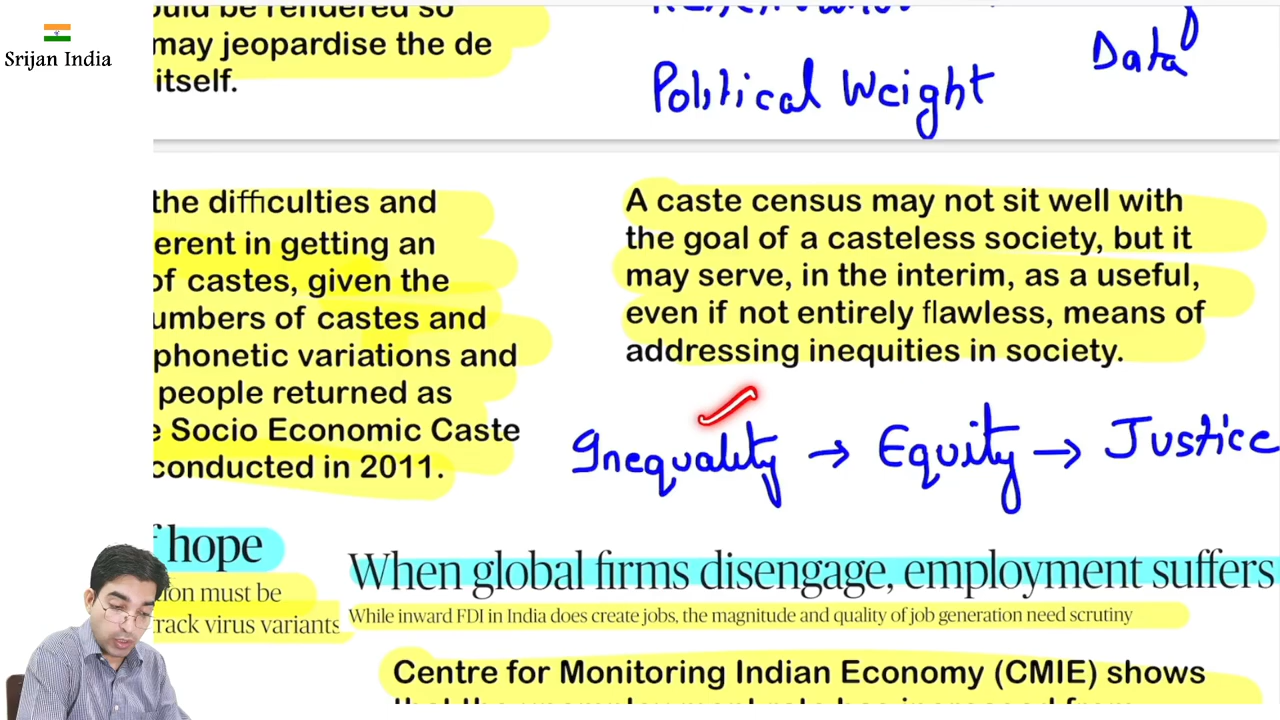 Srijan India
ould be rendered so
may jeopardise the de
itself.
Data
Political Weight
the difficulties and
erent in getting an
of castes, given the
umbers of castes and
phonetic variations and
people returned as
e Socio Economic Caste
conducted in 2011.
A caste census may not sit well with
the goal of a casteless society, but it
may serve, in the interim, as a useful,
even if not entirely flawless, means of
addressing inequities in society.
Inequality → Equity → Justice
f hope
ion must be
track virus variants
When global firms disengage, employment suffers
While inward FDI in India does create jobs, the magnitude and quality of job generation need scrutiny
Centre for Monitoring Indian Economy (CMIE) shows